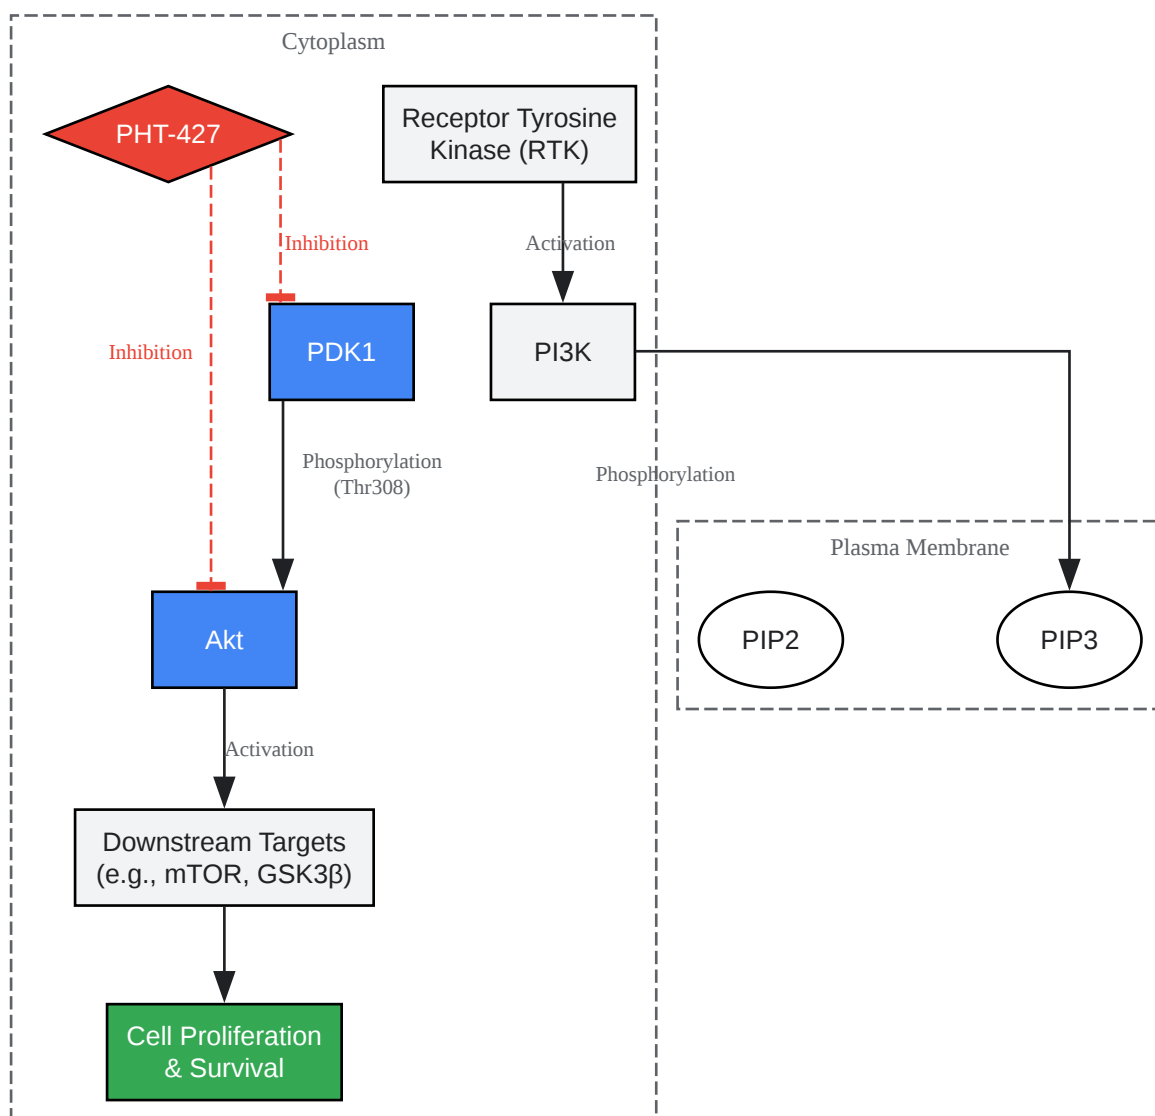 Cytoplasm
PHT-427
Receptor Tyrosine
Kinase (RTK)
Inhibition
Activation
Inhibition
PDK1
PI3K
Phosphorylation
(Thr308)
Phosphorylation
Plasma Membrane
Akt
PIP2
PIP3
Activation
Downstream Targets
(e.g., mTOR, GSK3β)
Cell Proliferation
& Survival